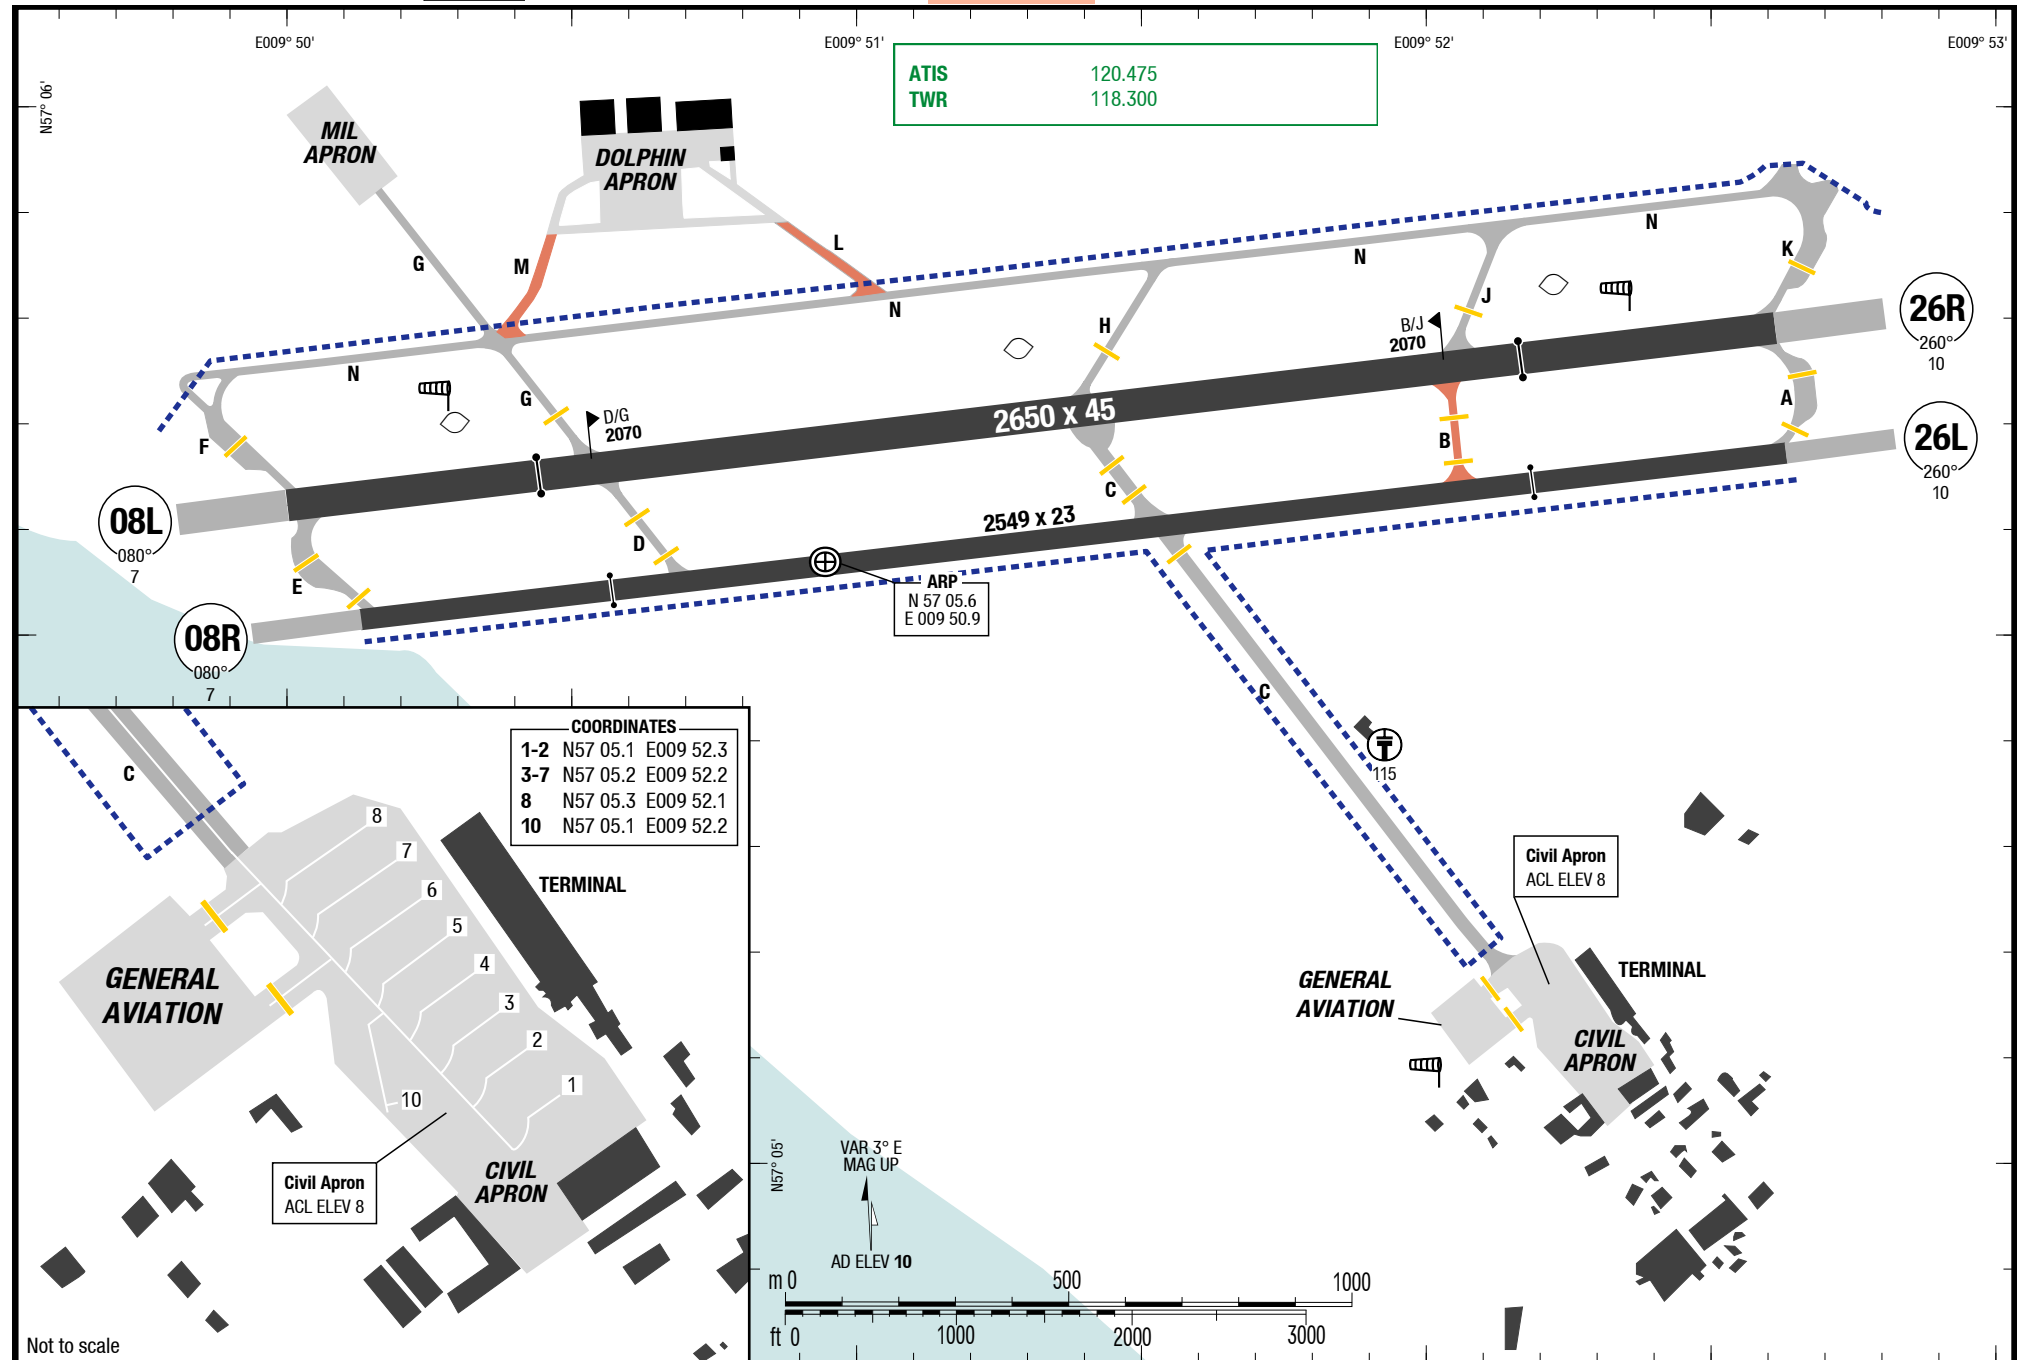 E009° 50'
E009° 51'
E009° 52'
E009° 53'
N57° 06'
ATIS 120.475
TWR 118.300
MIL
APRON
DOLPHIN
APRON
G
M
L
N
N
N
K
J
H
B/J
2070
26R
260°
10
N
G
D/G
2070
F
2650 x 45
A
B
26L
260°
10
C
08L
080°
7
2549 x 23
D
E
ARP
N 57 05.6
E 009 50.9
08R
080°
7
C
115
Civil Apron
ACL ELEV 8
GENERAL
AVIATION
TERMINAL
CIVIL
APRON
COORDINATES
1-2 N57 05.1 E009 52.3
3-7 N57 05.2 E009 52.2
8 N57 05.3 E009 52.1
10 N57 05.1 E009 52.2
C
8
7
6
5
4
3
2
1
10
TERMINAL
GENERAL
AVIATION
Civil Apron
ACL ELEV 8
CIVIL
APRON
Not to scale
N57° 05'
VAR 3° E
MAG UP
AD ELEV 10
m 0 500 1000
ft 0 1000 2000 3000